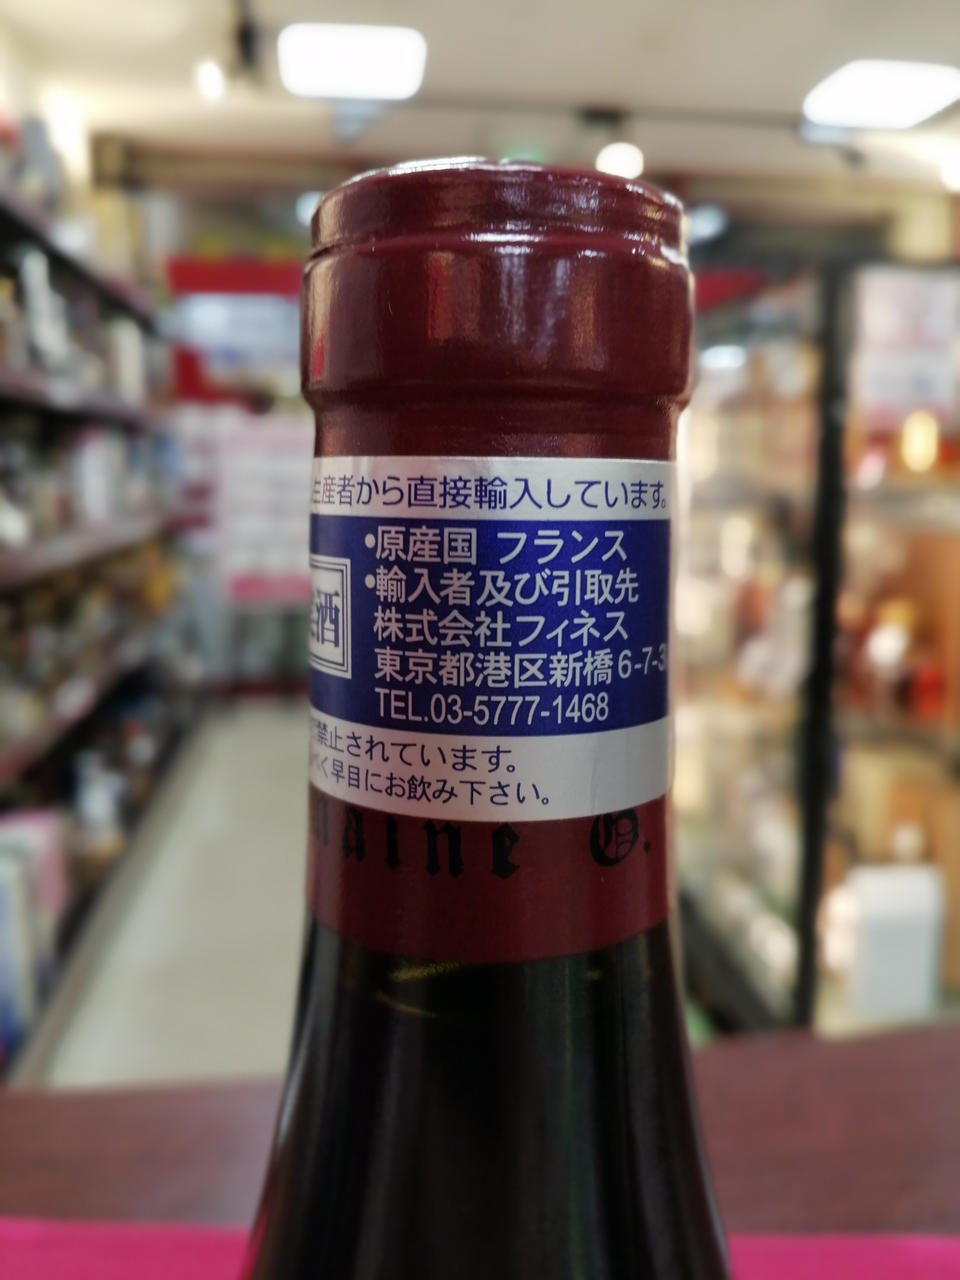 生産者から直接輸入しています。
•原産国 フランス
•輸入者及び引取先
株式会社フィネス
東京都港区新橋6-7-3
TEL.03-5777-1468
酒
禁止されています。
早目にお飲み下さい。
maine G.